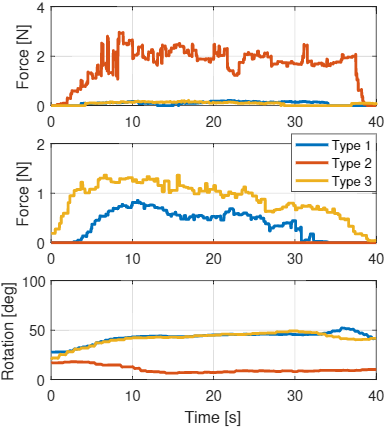 4
2
0
Force [N]
0 10 20 30 40
2
1
0
Force [N]
Type 1
Type 2
Type 3
0 10 20 30 40
100
50
0
Rotation [deg]
0 10 20 30 40
Time [s]